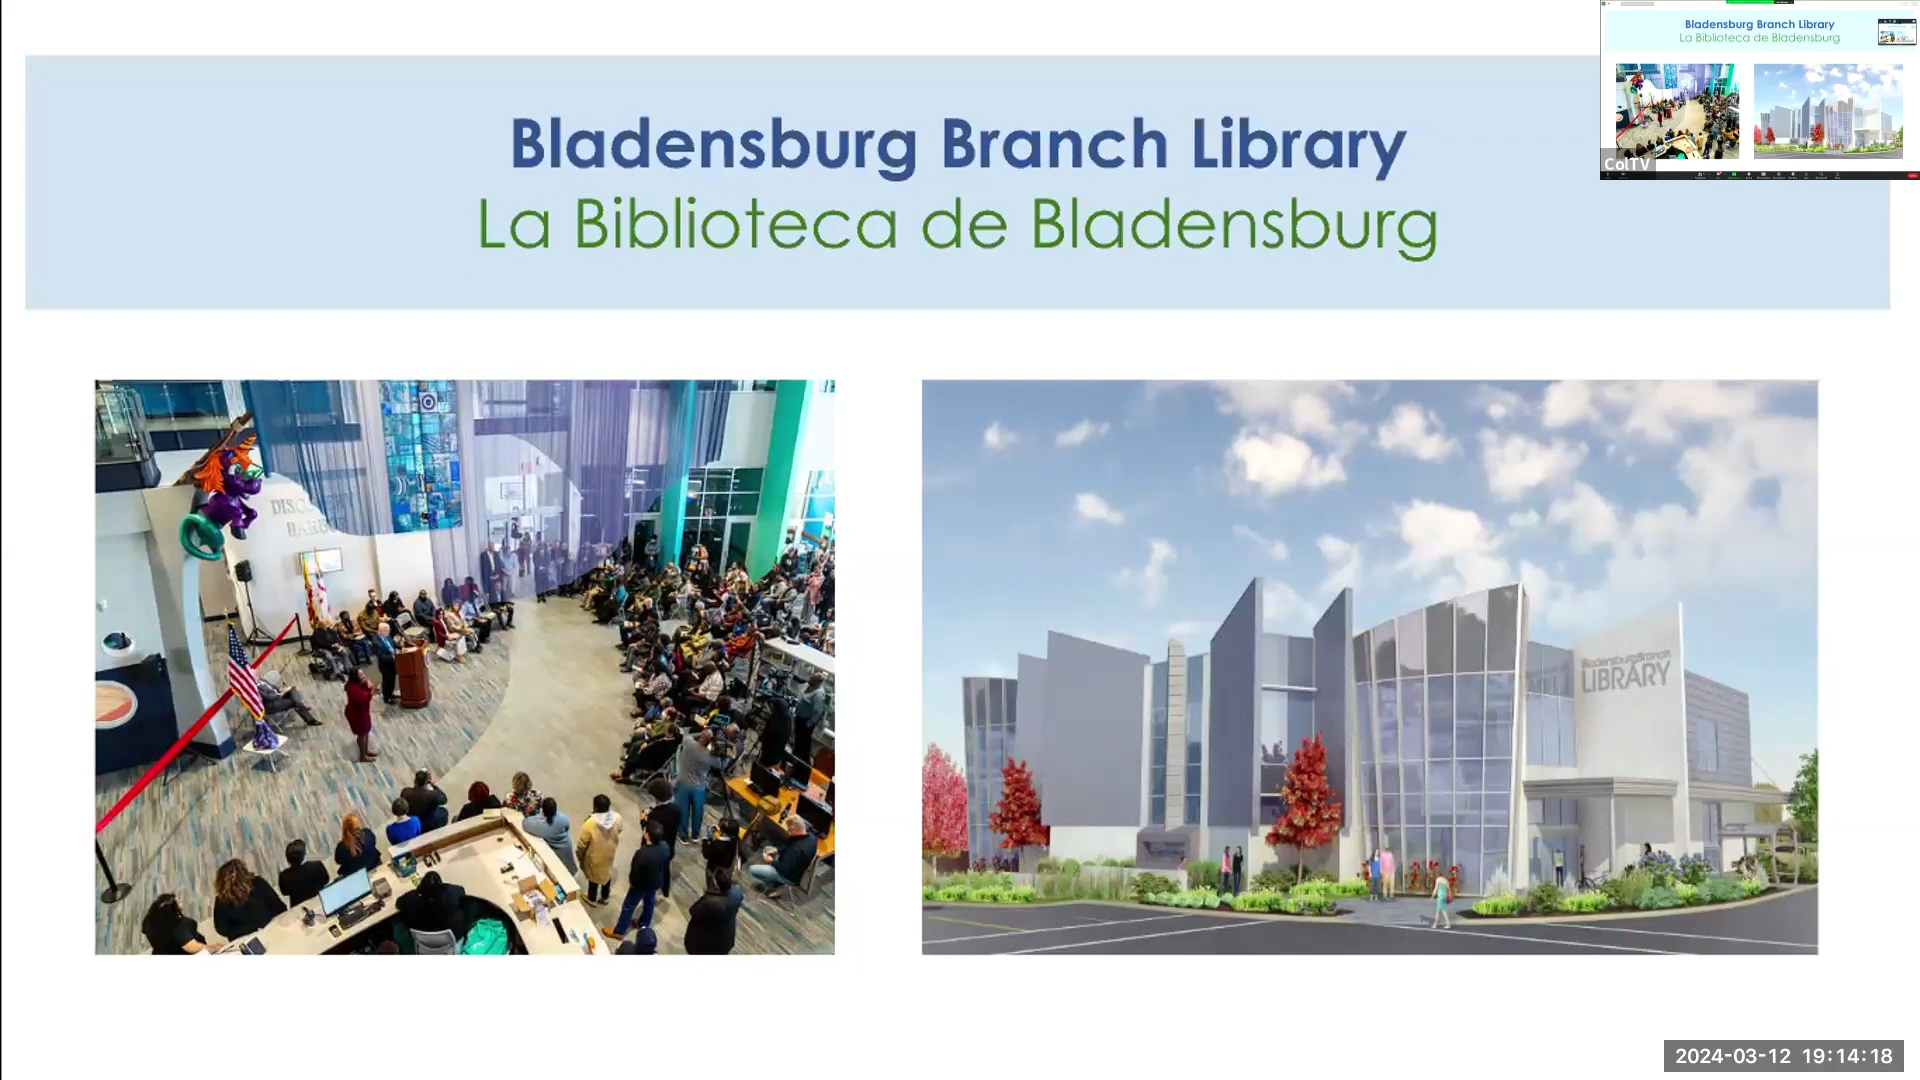 Bladensburg Branch Library
La Biblioteca de Bladensburg
Bladensburg Branch Library
La Biblioteca de Bladensburg
ColTV
BladensburgBranch
LIBRARY
2024-03-12 19:14:18